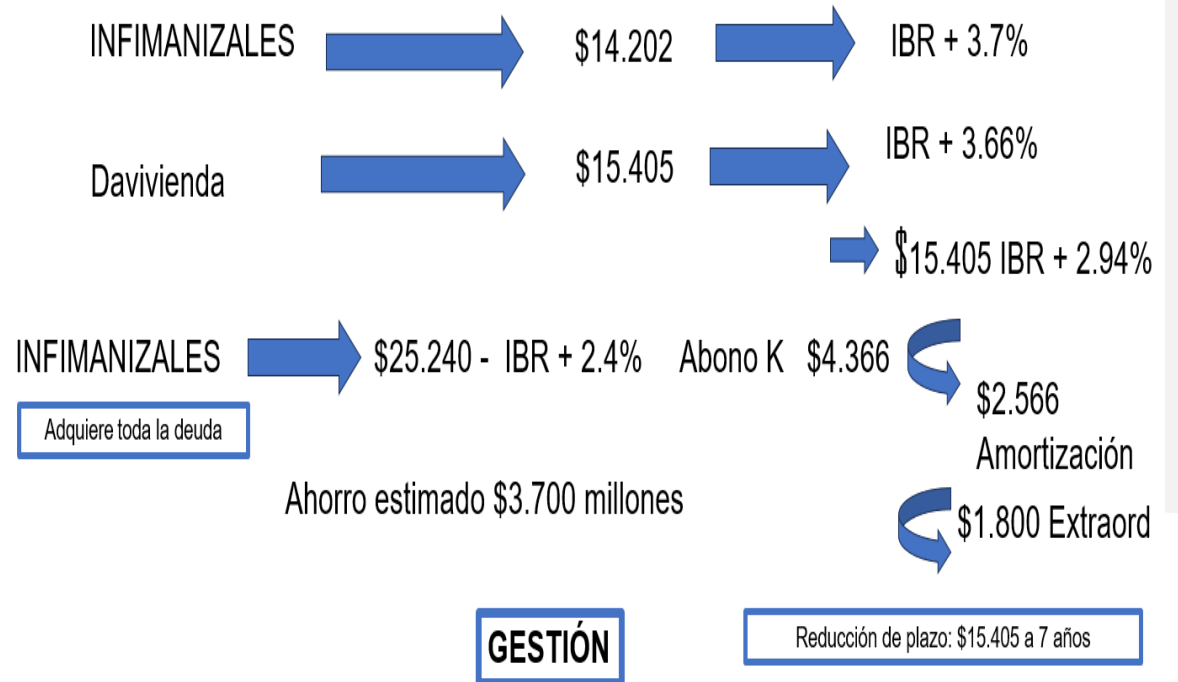 INFIMANIZALES $14.202 IBR + 3.7%
Davivienda $15.405 IBR + 3.66%
$15.405 IBR + 2.94%
INFIMANIZALES $25.240 - IBR + 2.4% Abono K $4.366
$2.566
Adquiere toda la deuda
Amortización
Ahorro estimado $3.700 millones
$1.800 Extraord
GESTIÓN
Reducción de plazo: $15.405 a 7 años